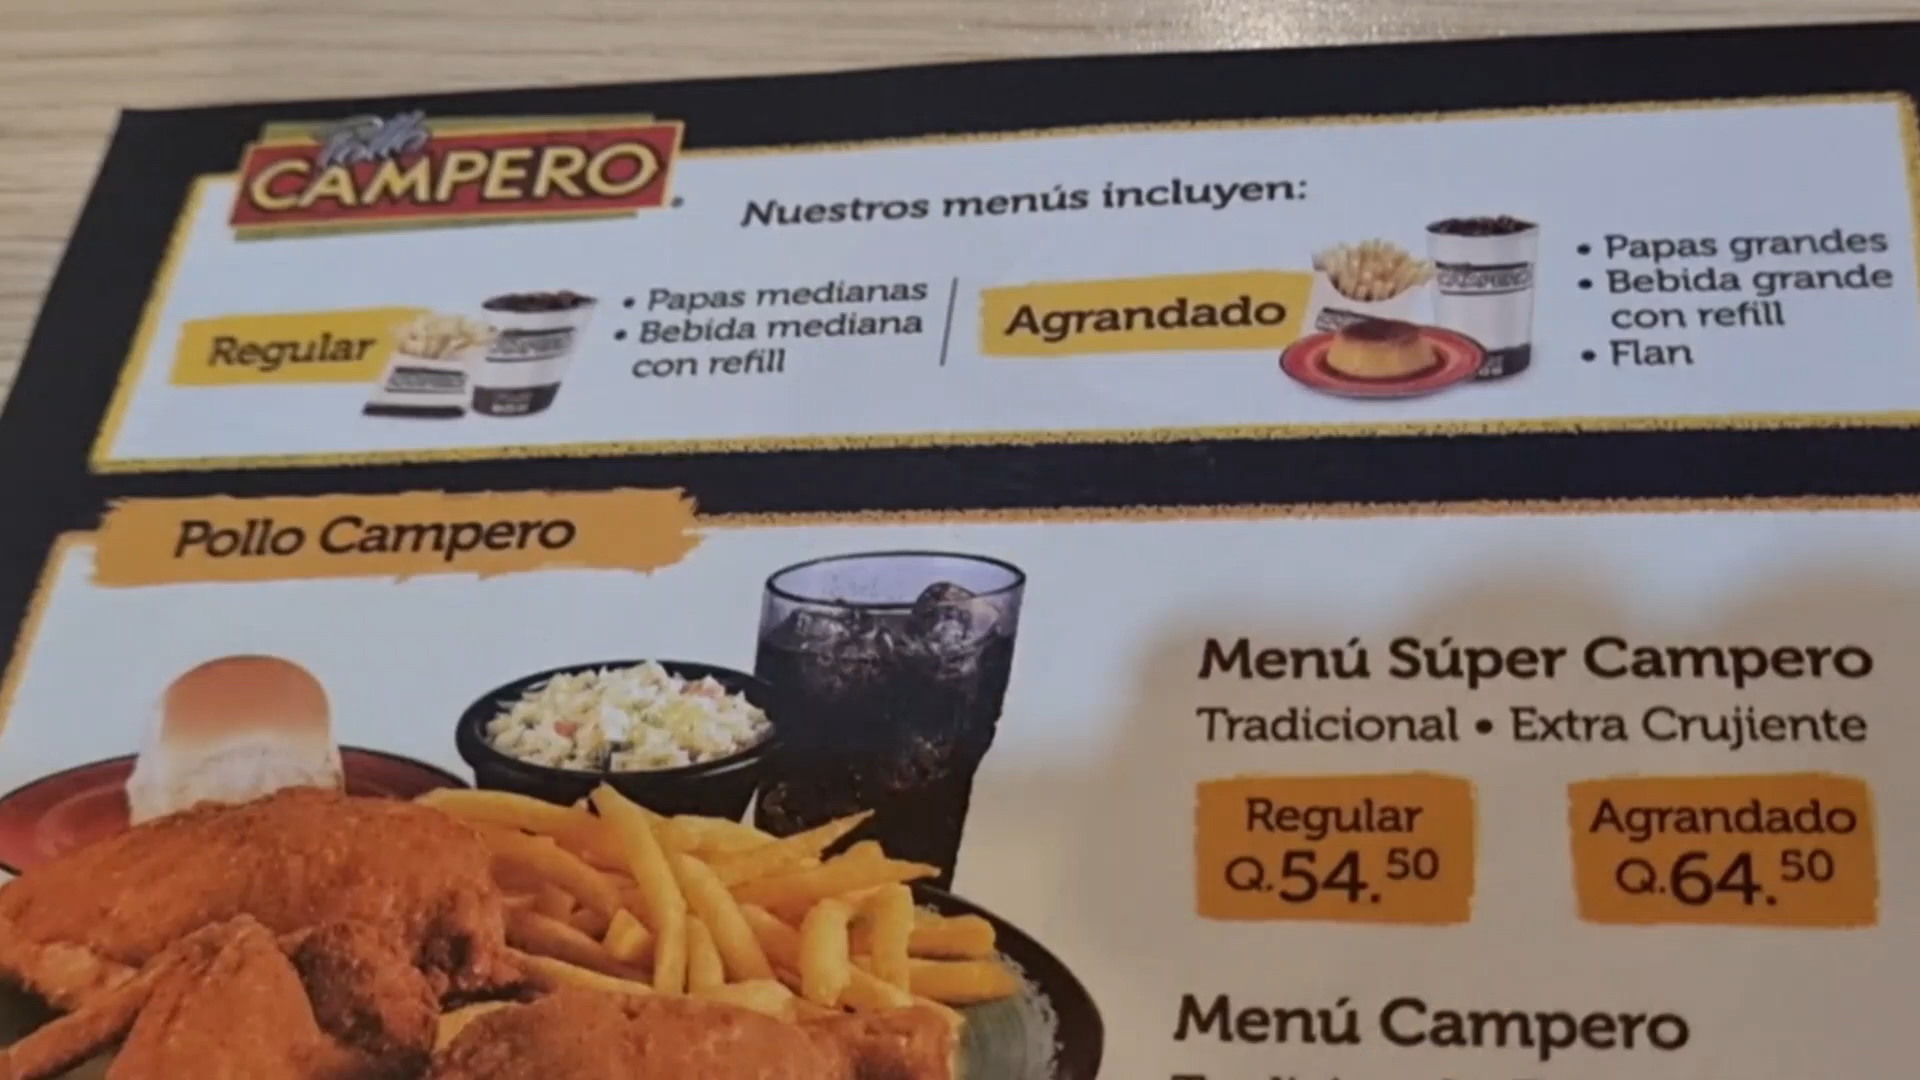 Pollo
CAMPERO
Nuestros menús incluyen:
Regular
• Papas medianas
• Bebida mediana
con refill
Agrandado
• Papas grandes
• Bebida grande
con refill
• Flan
CAMPERO
Pollo Campero
Menú Súper Campero
Tradicional • Extra Crujiente
Regular
Q.54.50
Agrandado
Q.64.50
Menú Campero